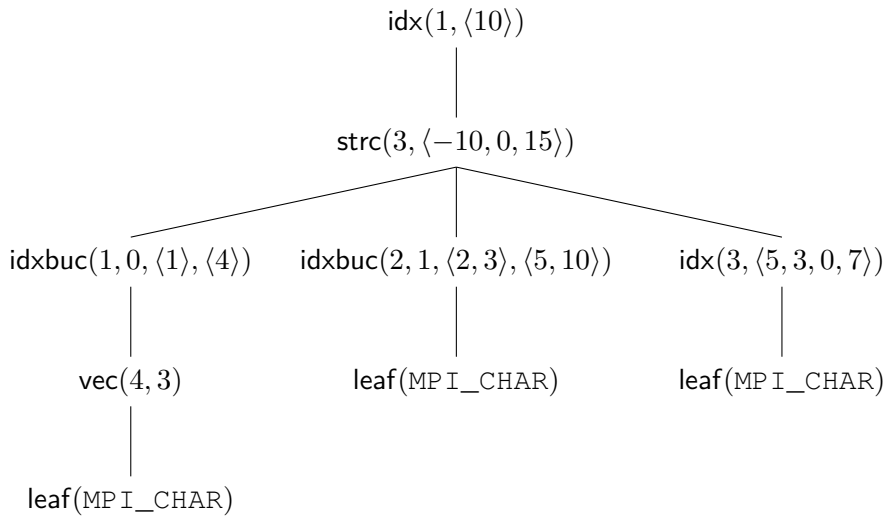 idx(1, ⟨10⟩)
strc(3, ⟨−10, 0, 15⟩)
idxbuc(1, 0, ⟨1⟩, ⟨4⟩)
idxbuc(2, 1, ⟨2, 3⟩, ⟨5, 10⟩)
idx(3, ⟨5, 3, 0, 7⟩)
vec(4, 3)
leaf(MPI_CHAR)
leaf(MPI_CHAR)
leaf(MPI_CHAR)